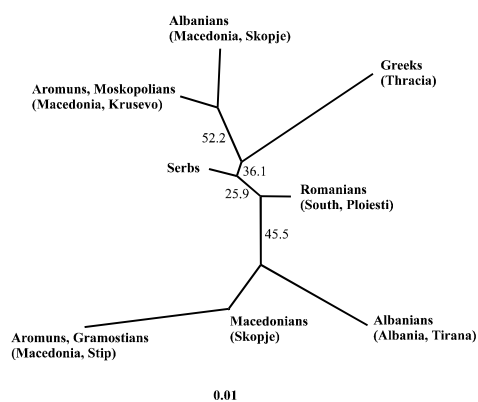 Albanians
(Macedonia, Skopje)
Greeks
(Thracia)
Aromuns, Moskopolians
(Macedonia, Krusevo)
52.2
Serbs
36.1
25.9
Romanians
(South, Ploiesti)
45.5
Macedonians
(Skopje)
Albanians
(Albania, Tirana)
Aromuns, Gramostians
(Macedonia, Stip)
0.01